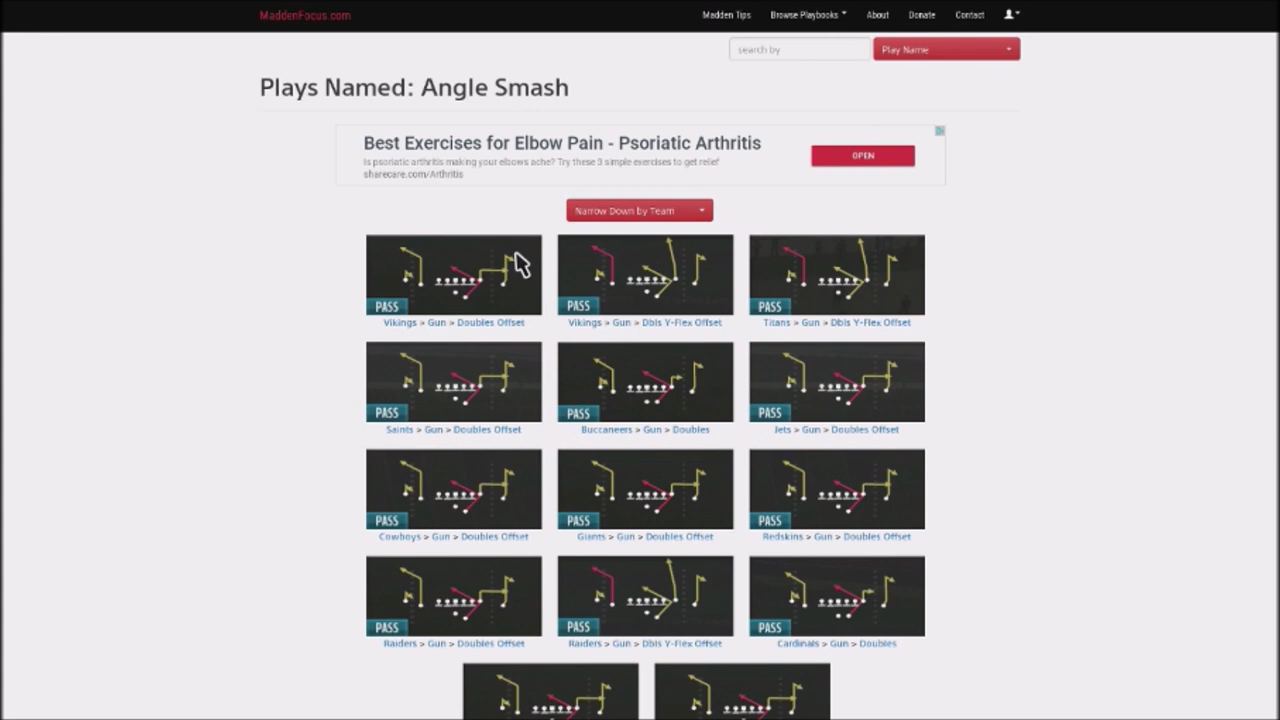 MaddenFocus.com
Madden Tips Browse Playbooks About Donate Contact
search by Play Name
Plays Named: Angle Smash
Best Exercises for Elbow Pain - Psoriatic Arthritis
Is psoriatic arthritis making your elbows ache? Try these 3 simple exercises to get relief
sharecare.com/Arthritis
OPEN
Narrow Down by Team
PASS PASS PASS
Vikings > Gun > Doubles Offset Vikings > Gun > Dbls Y-Flex Offset Titans > Gun > Dbls Y-Flex Offset
PASS PASS PASS
Saints > Gun > Doubles Offset Buccaneers > Gun > Doubles Jets > Gun > Doubles Offset
PASS PASS PASS
Cowboys > Gun > Doubles Offset Giants > Gun > Doubles Offset Redskins > Gun > Doubles Offset
PASS PASS PASS
Raiders > Gun > Doubles Offset Raiders > Gun > Dbls Y-Flex Offset Cardinals > Gun > Doubles